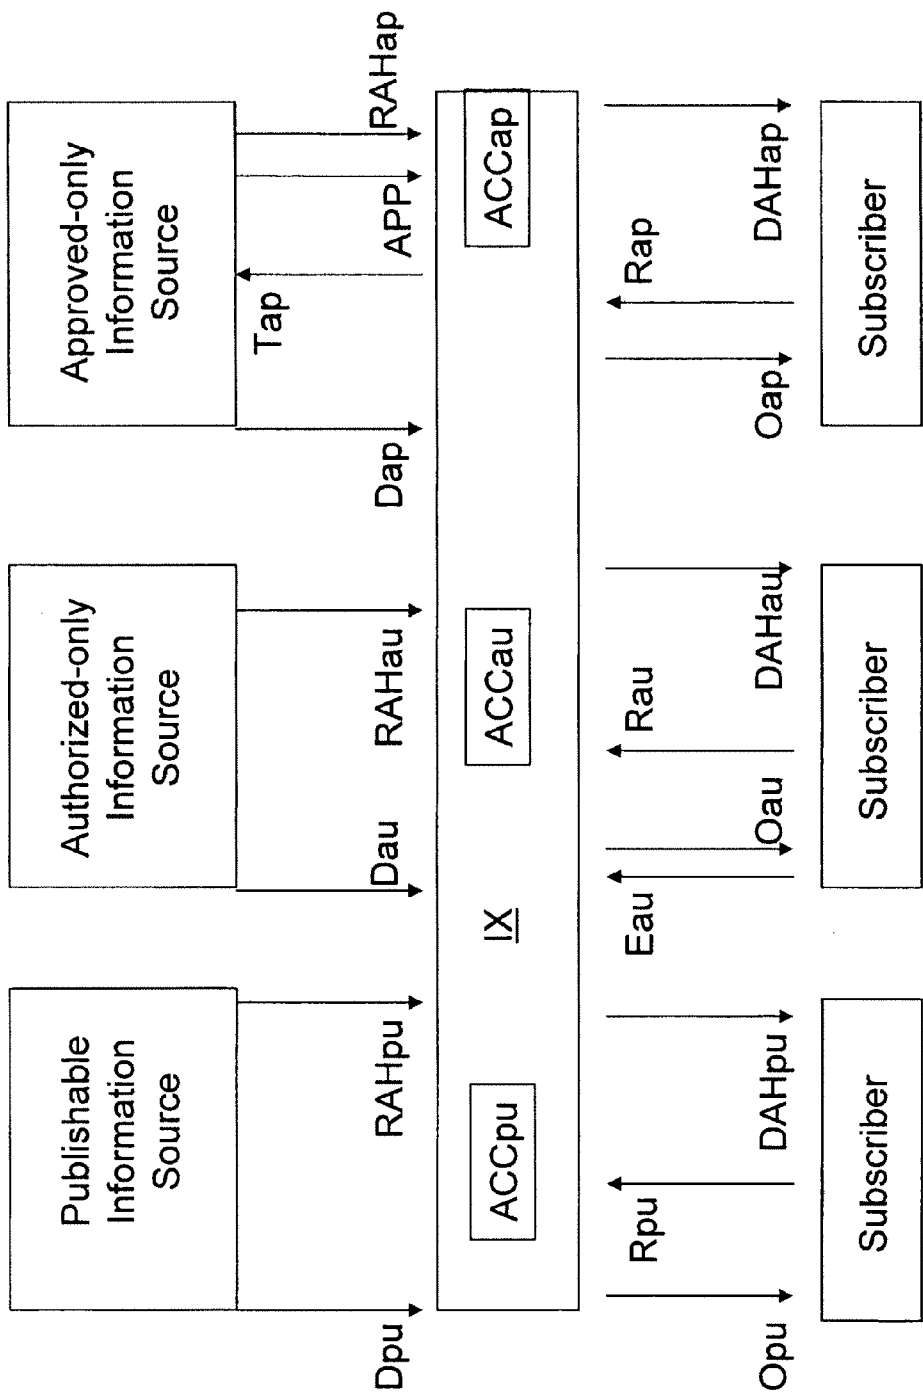 Publishable
Information
Source
Authorized-only
Information
Source
Approved-only
Information
Source
Dpu
RAHpu
Dau
RAHau
Dap
Tap
APP
RAHap
ACCpu
IX
ACCau
ACCap
Opu
Rpu
DAHpu
Eau
Oau
Rau
DAHau
Oap
Rap
DAHap
Subscriber
Subscriber
Subscriber